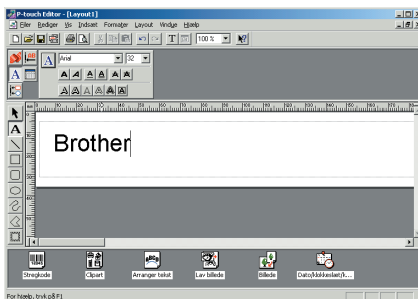 P-touch Editor - [Layout1]
Filer Rediger Vis Indsæt Formater Layout Vindue Hjælp
100 %
Arial 32
Brother
Stregkode Clipart Arranger tekst Lav billede Billede Dato/klokkeslæt/k...
For hjælp, tryk på F1